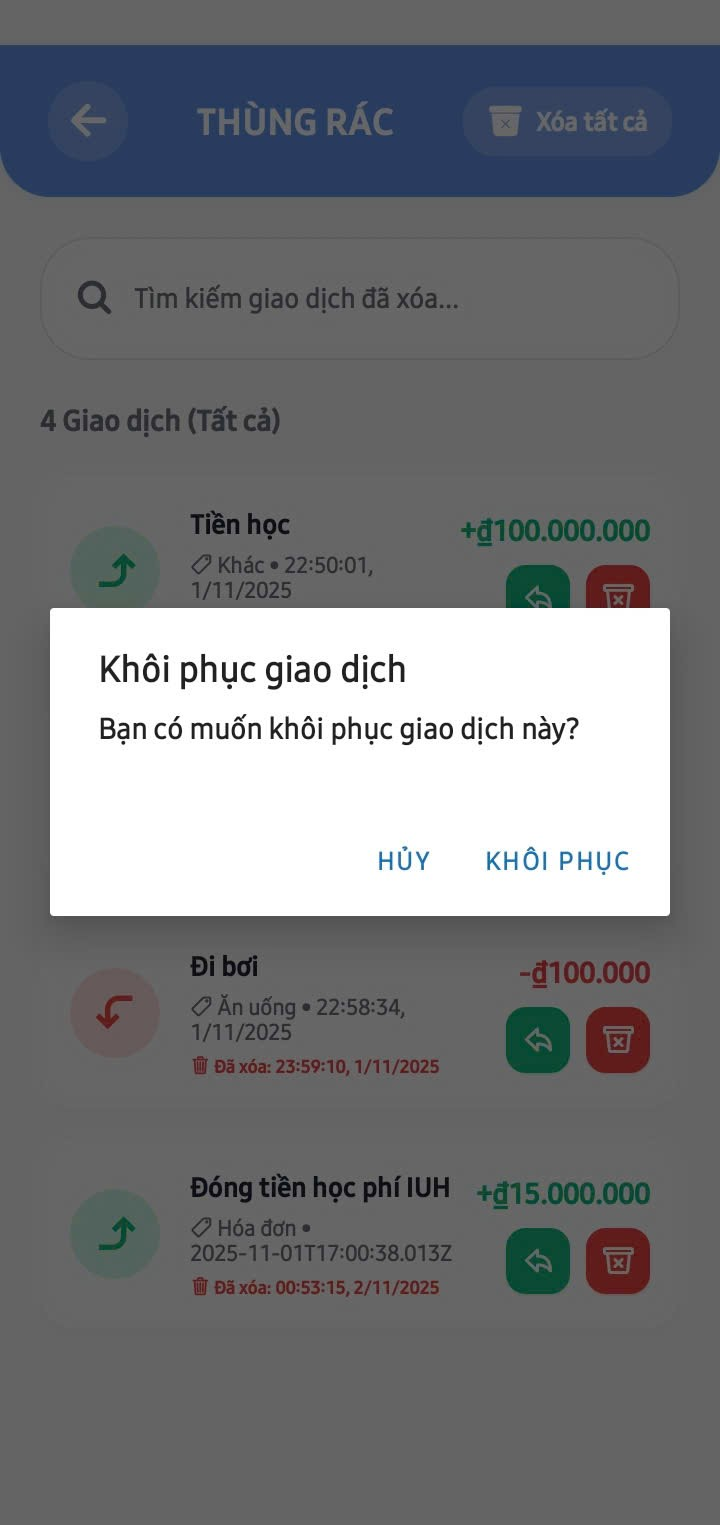 THÙNG RÁC
Xóa tất cả
Tìm kiếm giao dịch đã xóa...
4 Giao dịch (Tất cả)
Tiền học
+₫100.000.000
Khác • 22:50:01,
1/11/2025
Khôi phục giao dịch
Bạn có muốn khôi phục giao dịch này?
HỦY
KHÔI PHỤC
Đi bơi
-₫100.000
Ăn uống • 22:58:34,
1/11/2025
Đã xóa: 23:59:10, 1/11/2025
Đóng tiền học phí IUH
+₫15.000.000
Hóa đơn •
2025-11-01T17:00:38.013Z
Đã xóa: 00:53:15, 2/11/2025